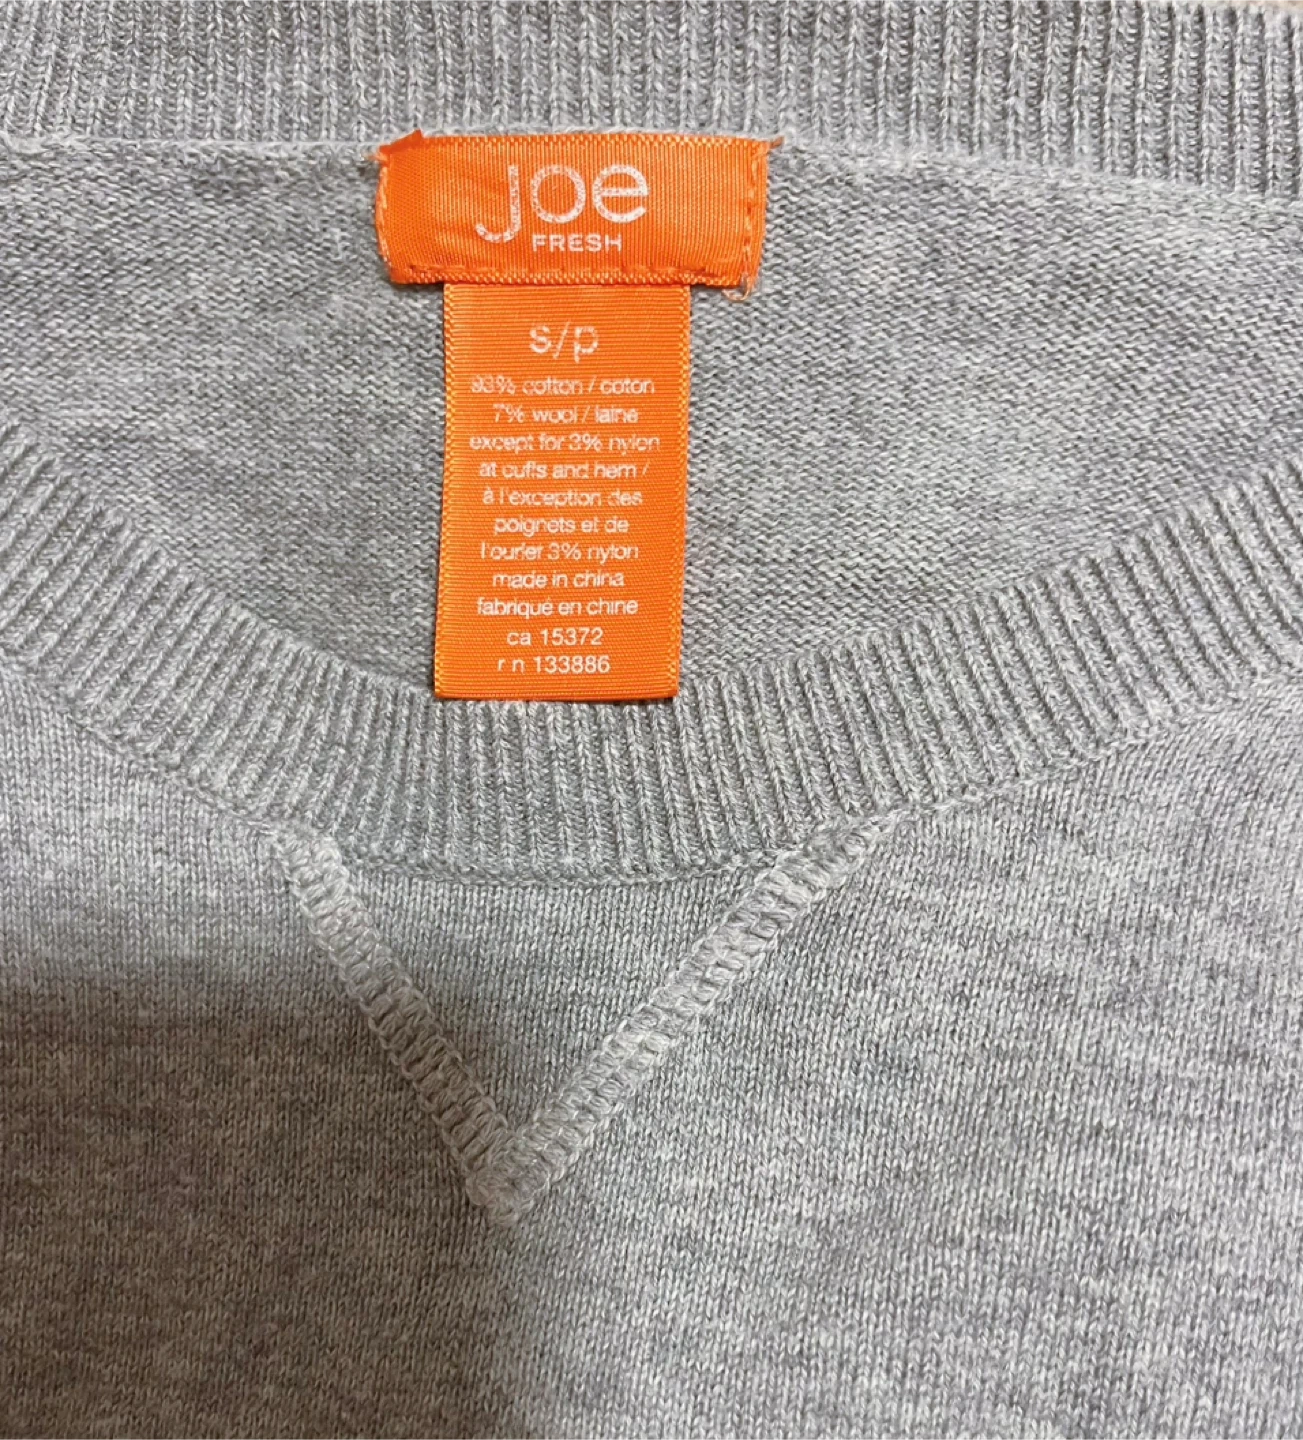 joe
FRESH
s/p
93% cotton / coton
7% wool / laine
except for 3% nylon
at cuffs and hem /
à l'exception des
poignets et de
l'ourlet 3% nylon
made in china
fabriqué en chine
ca 15372
r n 133886